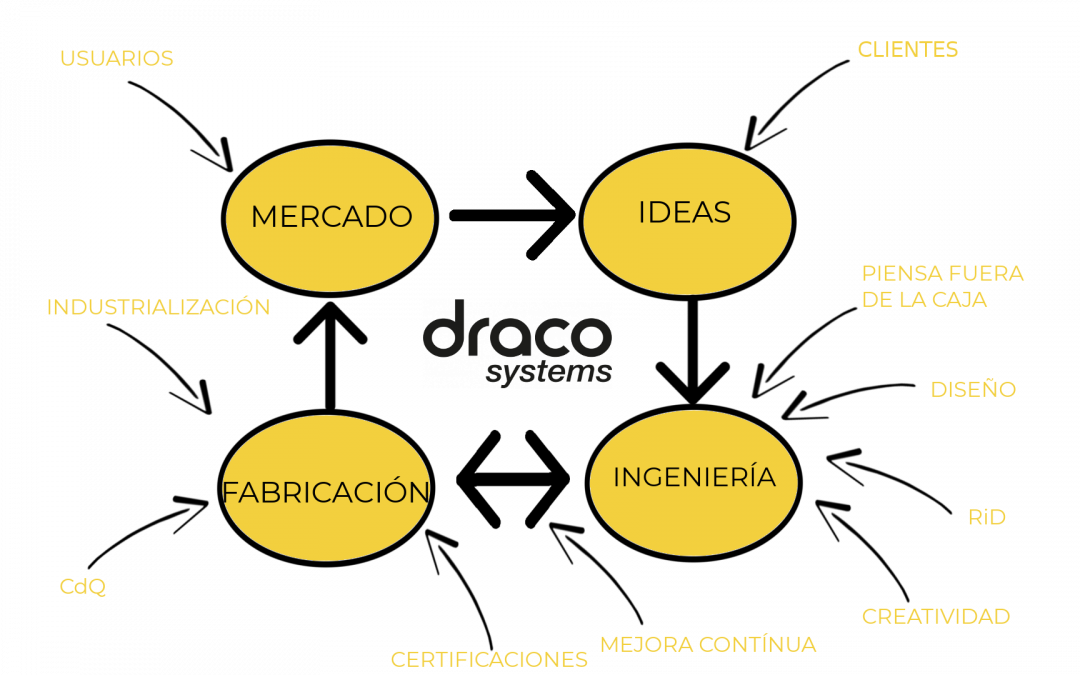 USUARIOS
CLIENTES
MERCADO
IDEAS
PIENSA FUERA
DE LA CAJA
INDUSTRIALIZACIÓN
draco
systems
DISEÑO
FABRICACIÓN
INGENIERÍA
RiD
CdQ
CREATIVIDAD
MEJORA CONTÍNUA
CERTIFICACIONES